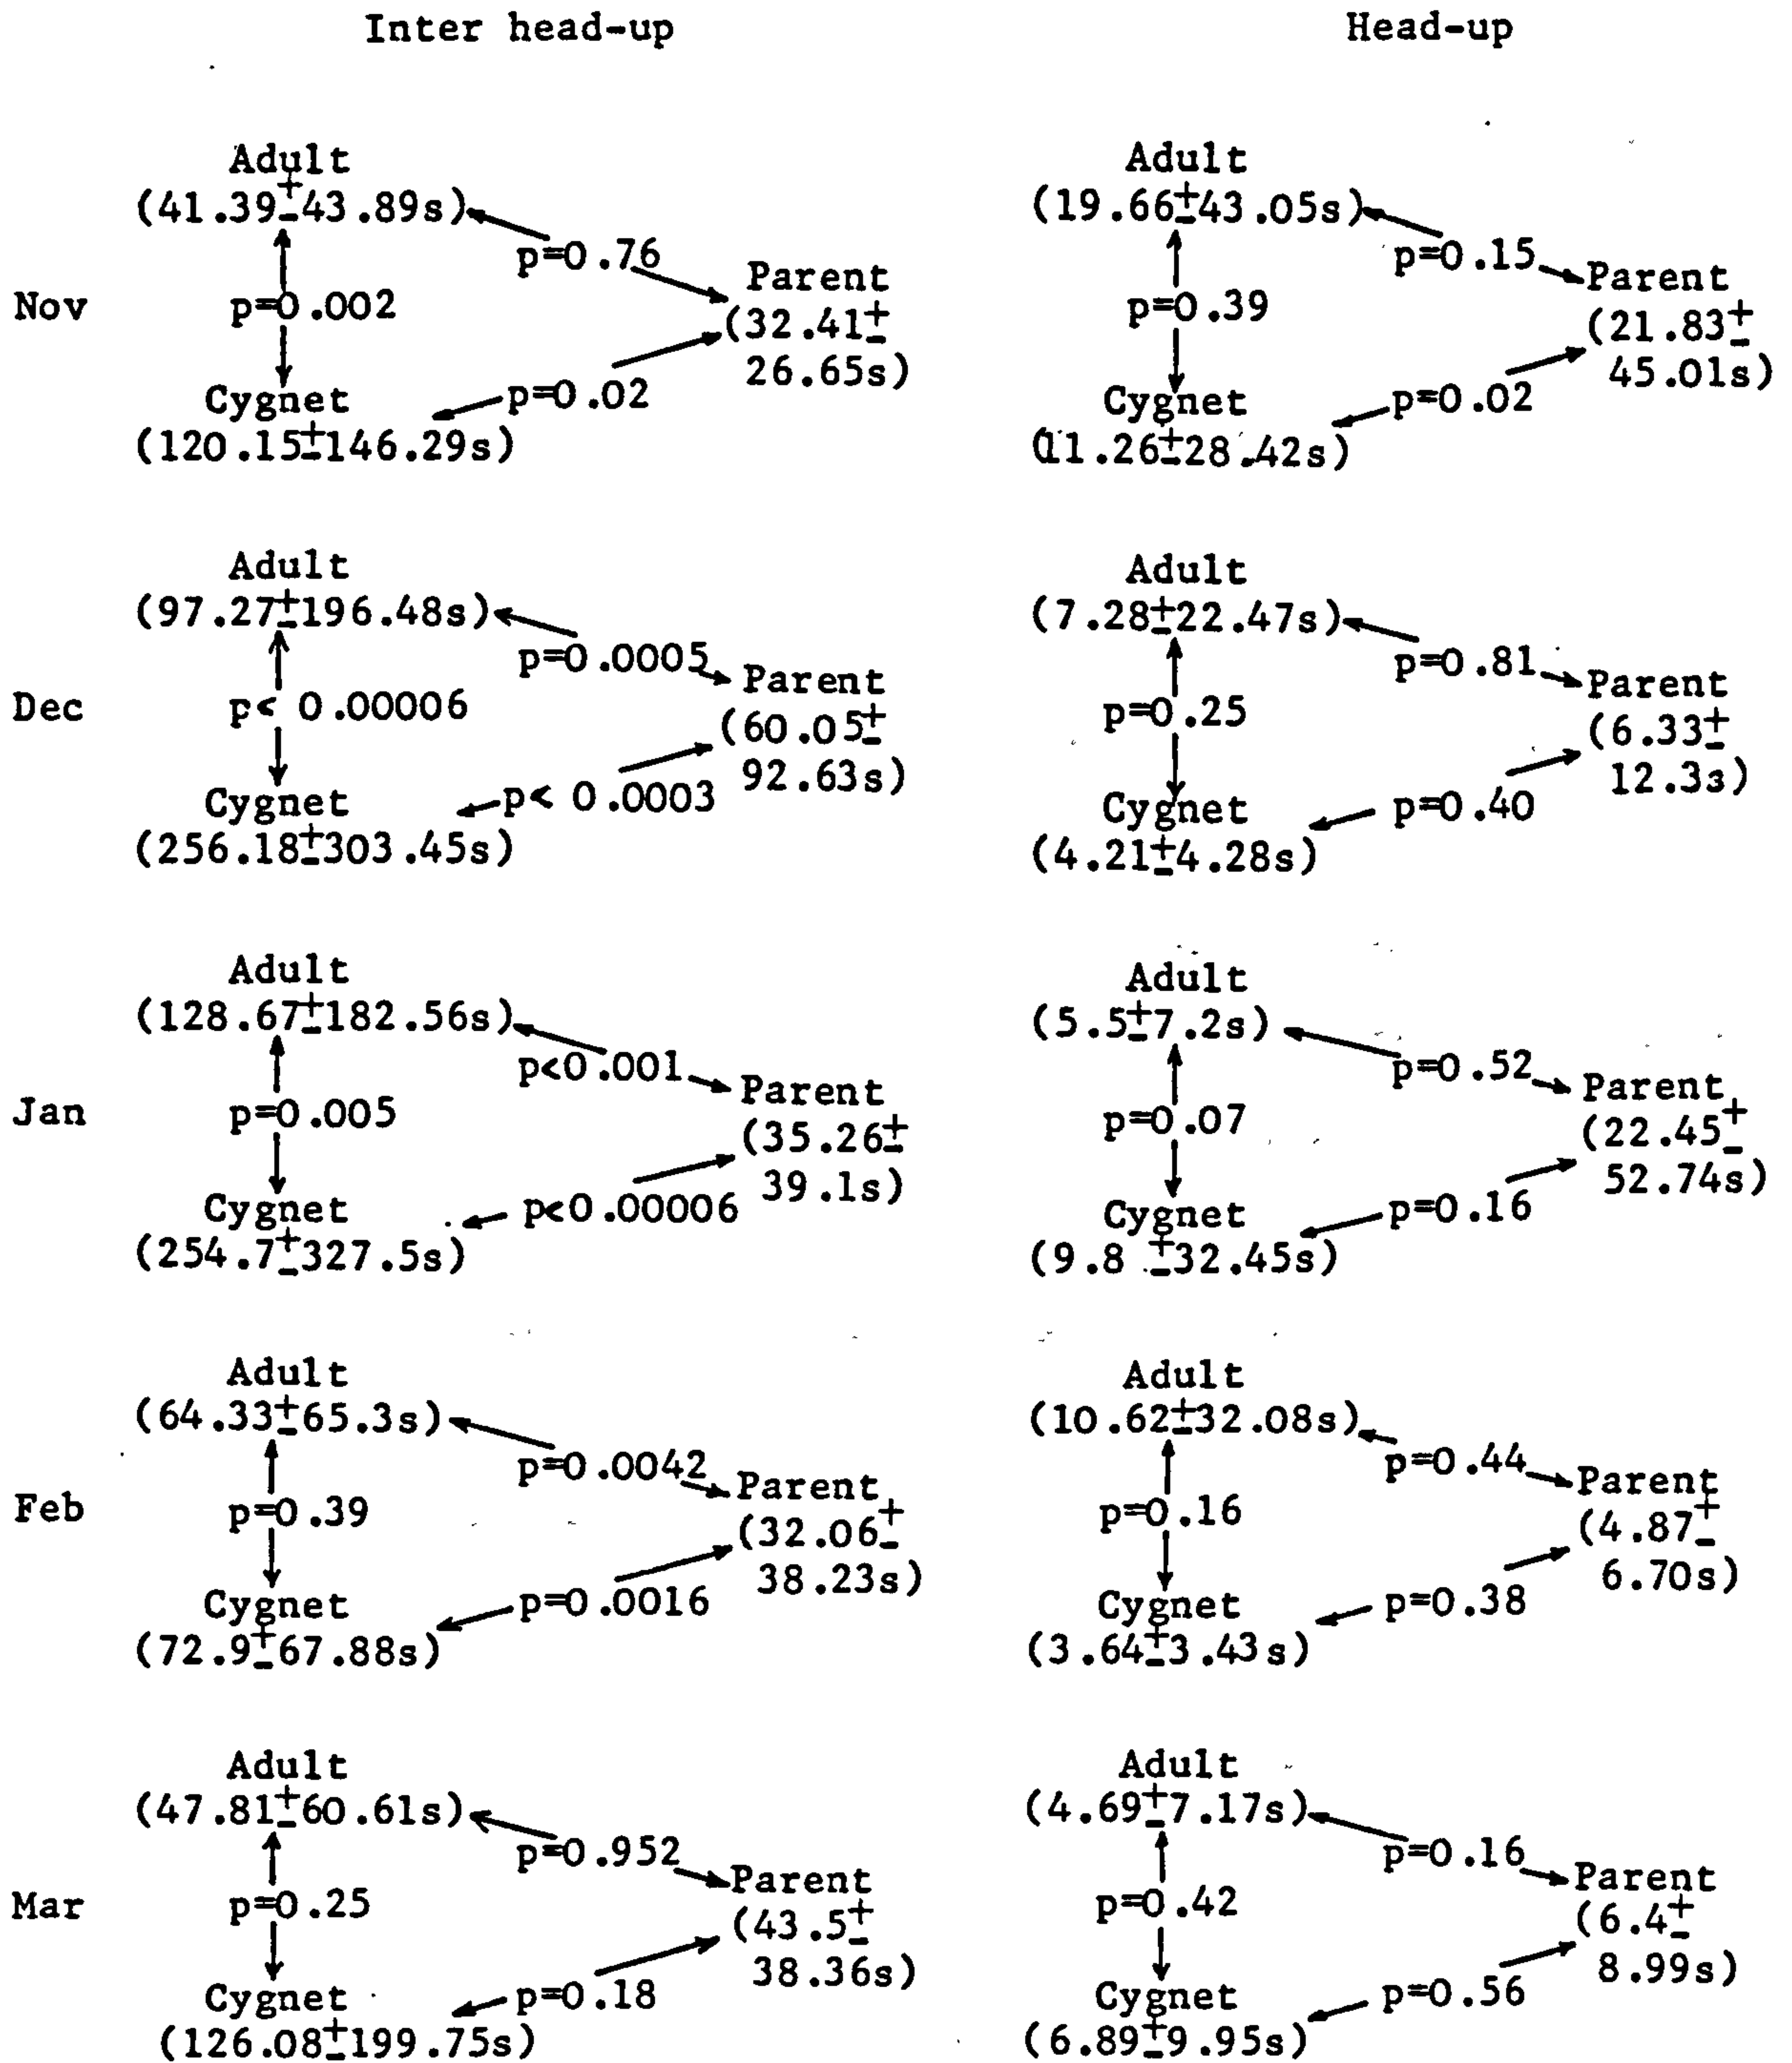 Inter head-up
Head-up
Nov
Adult
(41.39±43.89s)
p=0.76
Parent
(32.41±
26.65s)
p=0.002
p=0.02
Cygnet
(120.15±146.29s)
Adult
(19.66±43.05s)
p=0.15
Parent
(21.83±
45.01s)
p=0.39
p=0.02
Cygnet
(11.26±28.42s)
Dec
Adult
(97.27±196.48s)
p=0.0005
Parent
(60.05±
92.63s)
p< 0.00006
p< 0.0003
Cygnet
(256.18±303.45s)
Adult
(7.28±22.47s)
p=0.81
Parent
(6.33±
12.3s)
p=0.25
p=0.40
Cygnet
(4.21±4.28s)
Jan
Adult
(128.67±182.56s)
p<0.001
Parent
(35.26±
39.1s)
p=0.005
p<0.00006
Cygnet
(254.7±327.5s)
Adult
(5.5±7.2s)
p=0.52
Parent
(22.45±
52.74s)
p=0.07
p=0.16
Cygnet
(9.8 ±32.45s)
Feb
Adult
(64.33±65.3s)
p=0.0042
Parent
(32.06±
38.23s)
p=0.39
p=0.0016
Cygnet
(72.9±67.88s)
Adult
(10.62±32.08s)
p=0.44
Parent
(4.87±
6.70s)
p=0.16
p=0.38
Cygnet
(3.64±3.43s)
Mar
Adult
(47.81±60.61s)
p=0.952
Parent
(43.5±
38.36s)
p=0.25
p=0.18
Cygnet
(126.08±199.75s)
Adult
(4.69±7.17s)
p=0.16
Parent
(6.4±
8.99s)
p=0.42
p=0.56
Cygnet
(6.89±9.95s)